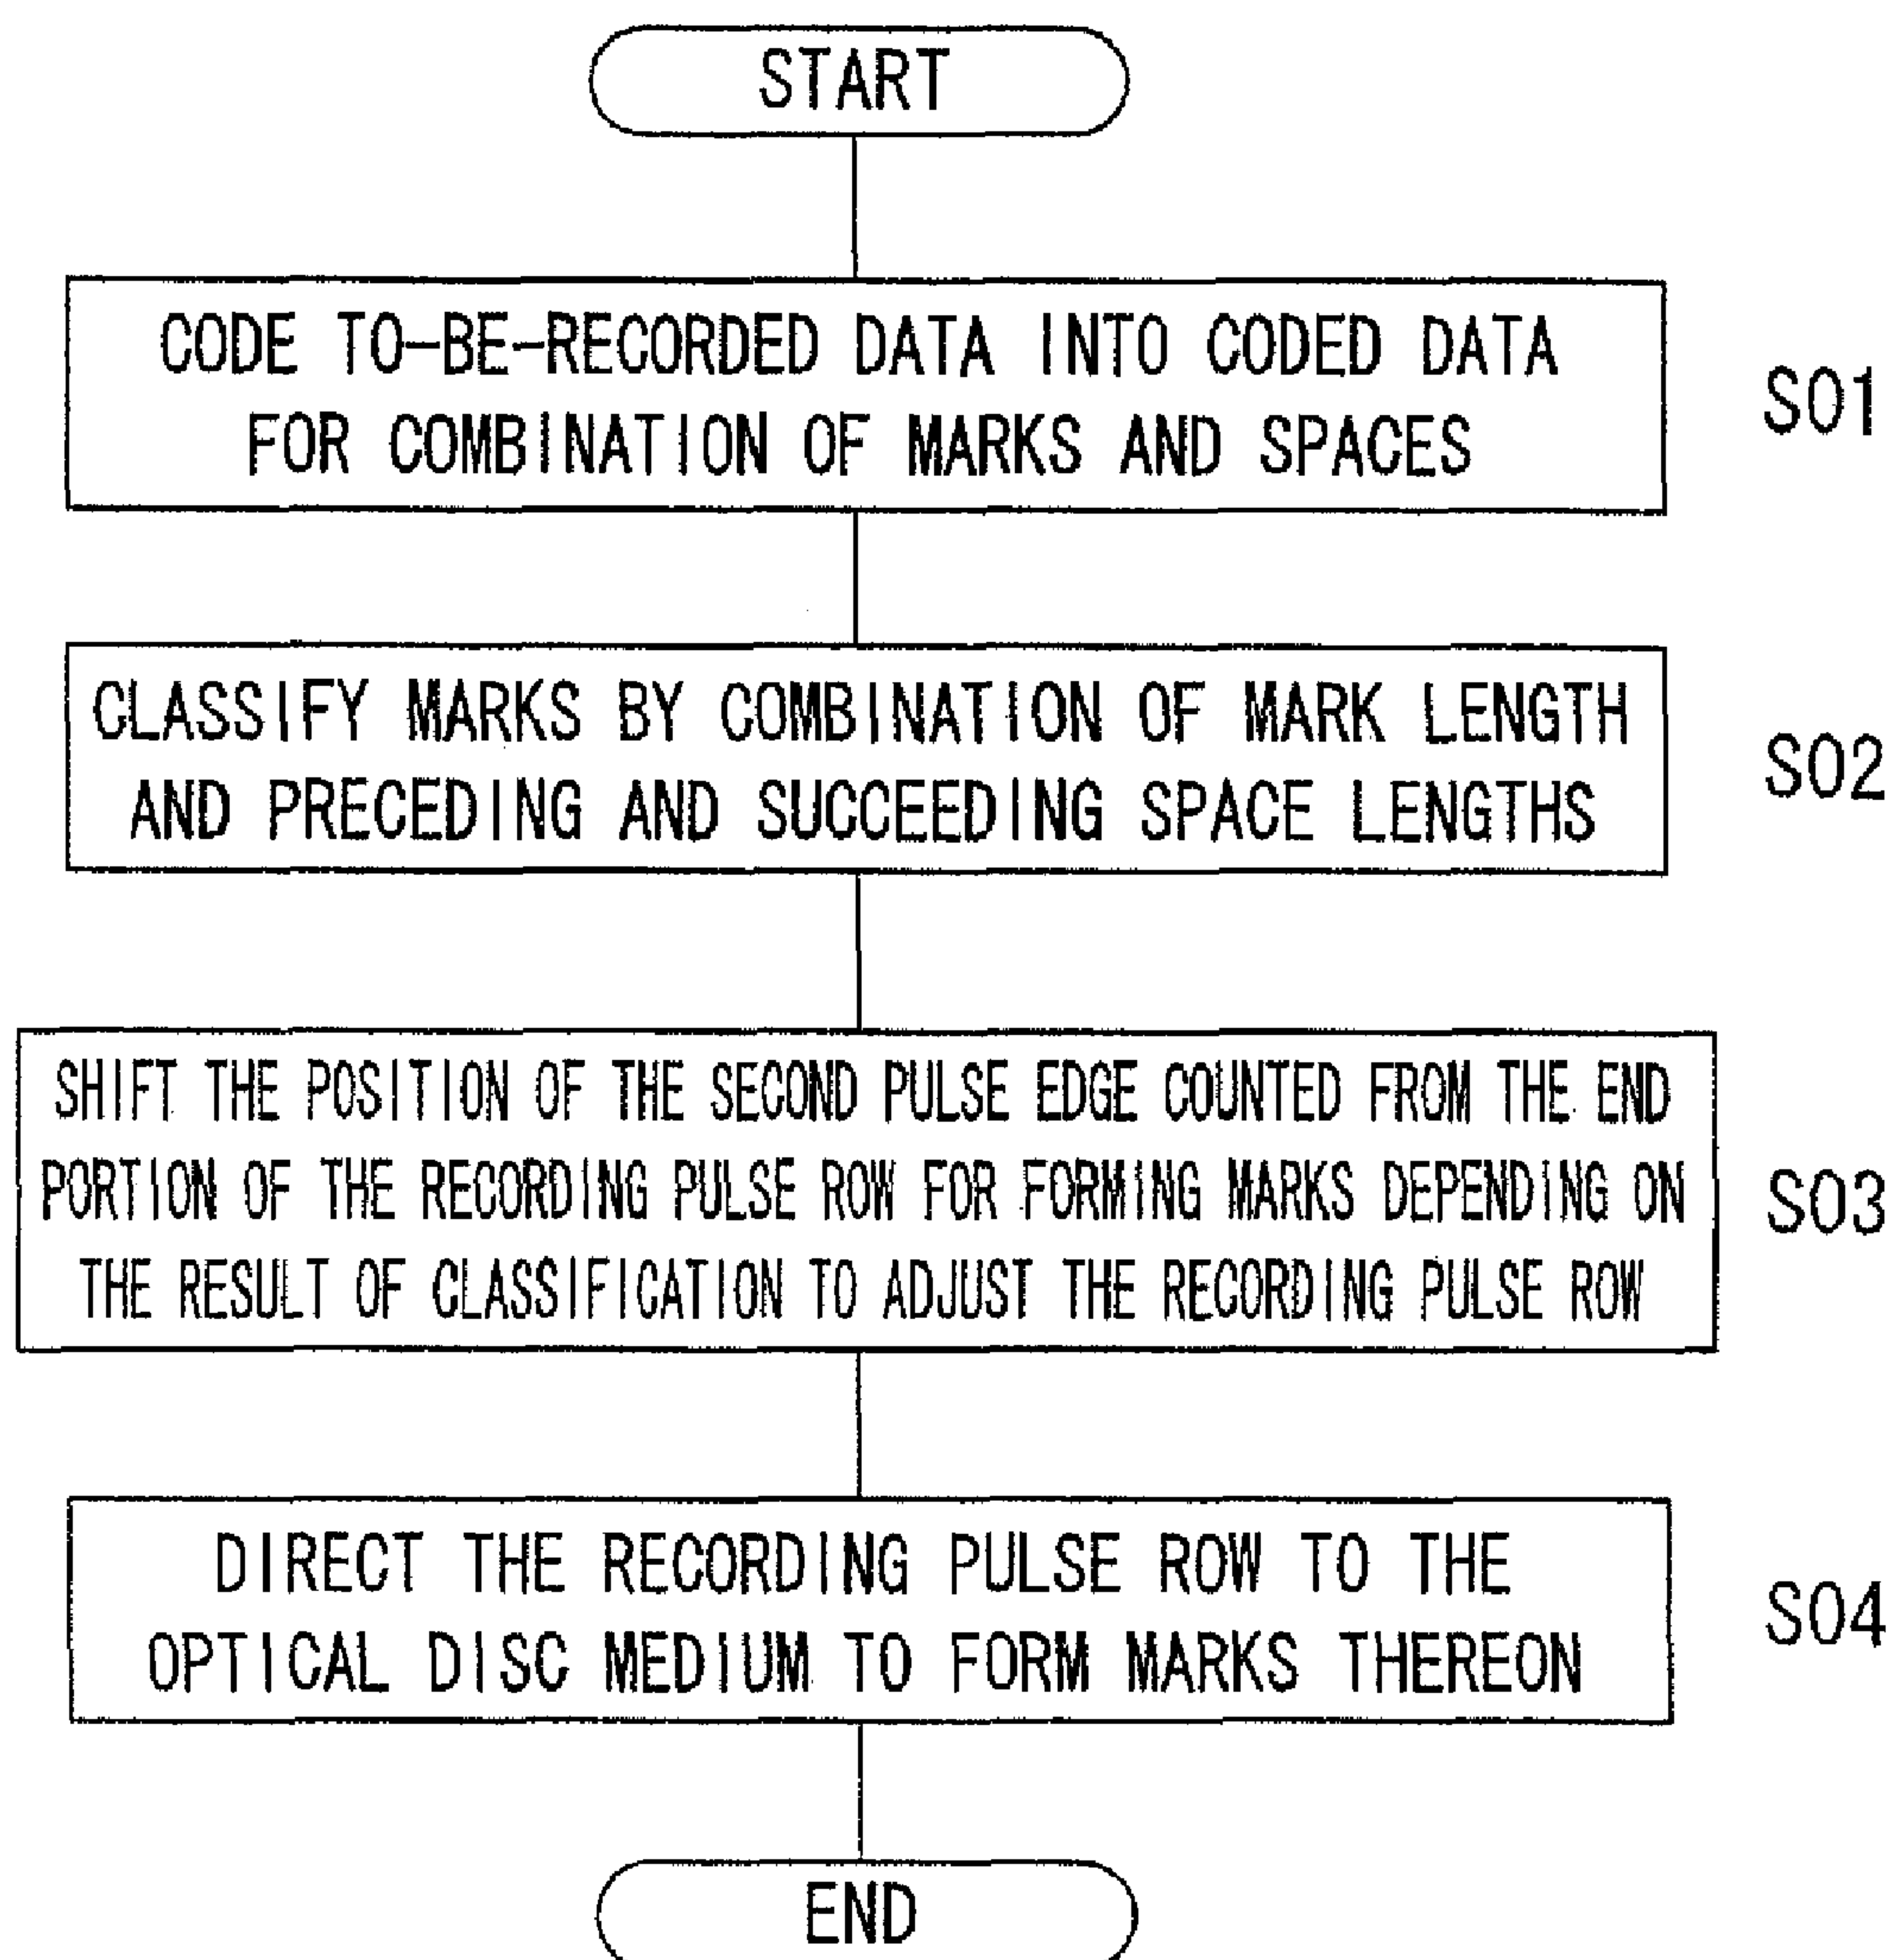 START
CODE TO-BE-RECORDED DATA INTO CODED DATA
FOR COMBINATION OF MARKS AND SPACES
S01
CLASSIFY MARKS BY COMBINATION OF MARK LENGTH
AND PRECEDING AND SUCCEEDING SPACE LENGTHS
S02
SHIFT THE POSITION OF THE SECOND PULSE EDGE COUNTED FROM THE END
PORTION OF THE RECORDING PULSE ROW FOR FORMING MARKS DEPENDING ON
THE RESULT OF CLASSIFICATION TO ADJUST THE RECORDING PULSE ROW
S03
DIRECT THE RECORDING PULSE ROW TO THE
OPTICAL DISC MEDIUM TO FORM MARKS THEREON
S04
END